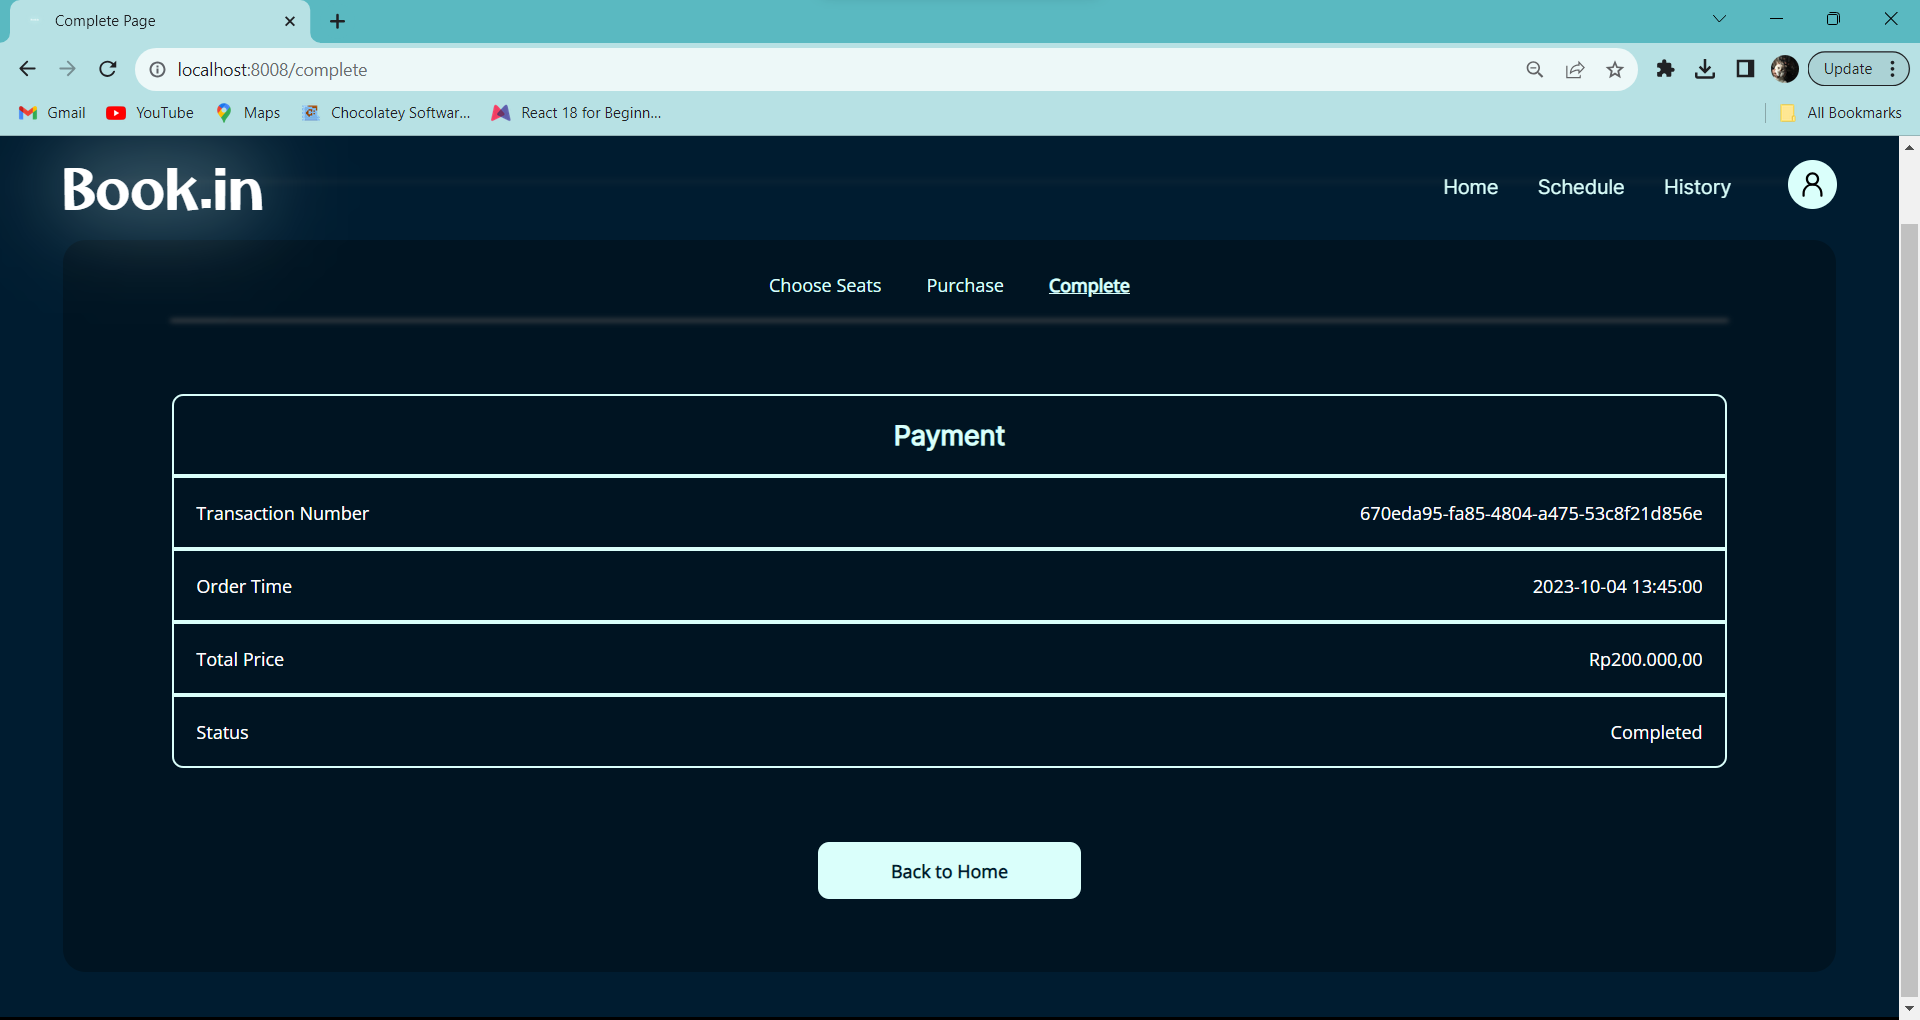 Complete Page
localhost:8008/complete
Update
Gmail YouTube Maps Chocolatey Softwar... React 18 for Beginn... All Bookmarks
Book.in
Home Schedule History
Choose Seats Purchase Complete
Payment
Transaction Number 670eda95-fa85-4804-a475-53c8f21d856e
Order Time 2023-10-04 13:45:00
Total Price Rp200.000,00
Status Completed
Back to Home